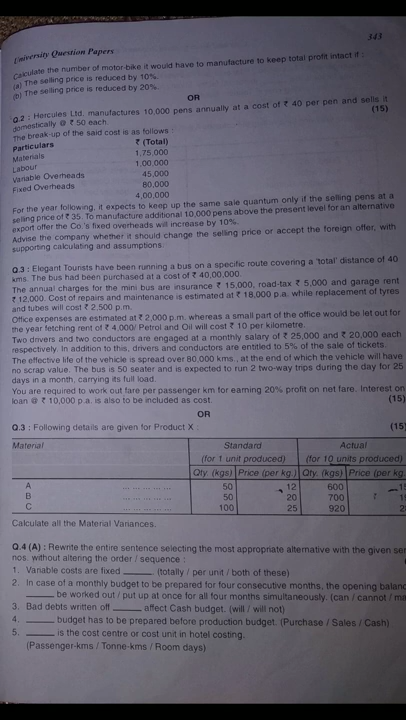 University Question Papers 343
Calculate the number of motor-bike it would have to manufacture to keep total profit intact if :
(a) The selling price is reduced by 10%.
(b) The selling price is reduced by 20%.
OR
Q.2 : Hercules Ltd. manufactures 10,000 pens annually at a cost of ₹ 40 per pen and sells it
domestically @ ₹ 50 each. (15)
The break-up of the said cost is as follows :
Particulars ₹ (Total)
Materials 1,75,000
Labour 1,00,000
Variable Overheads 45,000
Fixed Overheads 80,000
4,00,000
For the year following, it expects to keep up the same sale quantum only if the selling pens at a
selling price of ₹ 35. To manufacture additional 10,000 pens above the present level for an alternative
export offer the Co.'s fixed overheads will increase by 10%.
Advise the company whether it should change the selling price or accept the foreign offer, with
supporting calculating and assumptions.
Q.3 : Elegant Tourists have been running a bus on a specific route covering a 'total' distance of 40
kms. The bus had been purchased at a cost of ₹ 40,00,000.
The annual charges for the mini bus are insurance ₹ 15,000, road-tax ₹ 5,000 and garage rent
₹ 12,000. Cost of repairs and maintenance is estimated at ₹ 18,000 p.a. while replacement of tyres
and tubes will cost ₹ 2,500 p.m.
Office expenses are estimated at ₹ 2,000 p.m. whereas a small part of the office would be let out for
the year fetching rent of ₹ 4,000/ Petrol and Oil will cost ₹ 10 per kilometre.
Two drivers and two conductors are engaged at a monthly salary of ₹ 25,000 and ₹ 20,000 each
respectively. In addition to this, drivers and conductors are entitled to 5% of the sale of tickets.
The effective life of the vehicle is spread over 80,000 kms., at the end of which the vehicle will have
no scrap value. The bus is 50 seater and is expected to run 2 two-way trips during the day for 25
days in a month, carrying its full load.
You are required to work out fare per passenger km for earning 20% profit on net fare. Interest on
loan @ ₹ 10,000 p.a. is also to be included as cost. (15)
OR
Q.3 : Following details are given for Product X : (15)
Material Standard Actual
(for 1 unit produced) (for 10 units produced)
Qty. (kgs) Price (per kg.) Qty. (kgs) Price (per kg.
A ... ... ... ... ... 50 12 600
B ... ... ... ... ... 50 20 700
C ... ... ... ... ... 100 25 920
Calculate all the Material Variances.
Q.4 (A) : Rewrite the entire sentence selecting the most appropriate alternative with the given
nos. without altering the order / sequence :
1. Variable costs are fixed ______ (totally / per unit / both of these)
2. In case of a monthly budget to be prepared for four consecutive months, the opening
______ be worked out / put up at once for all four months simultaneously. (can / cannot /
3. Bad debts written off ______ affect Cash budget. (will / will not)
4. ______ budget has to be prepared before production budget. (Purchase / Sales / Cash)
5. ______ is the cost centre or cost unit in hotel costing.
(Passenger-kms / Tonne-kms / Room days)